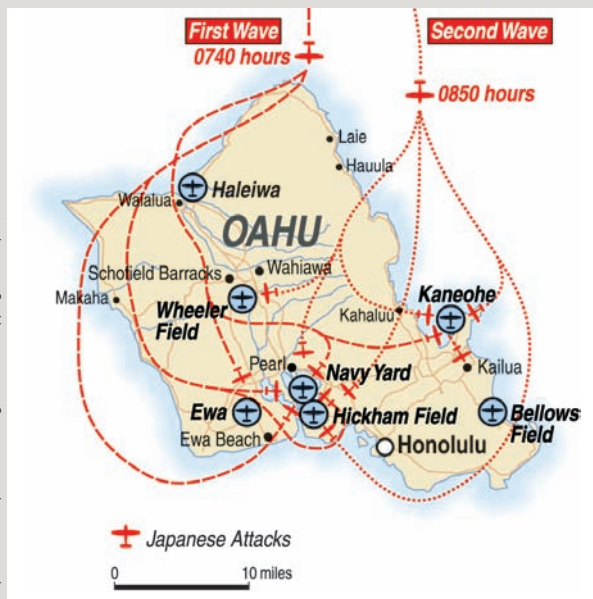 First Wave
0740 hours
Second Wave
0850 hours
Laie
Hauula
Haleiwa
Waialua
OAHU
Schofield Barracks
Wahiawa
Makaha
Wheeler
Field
Kahaluu
Kaneohe
Pearl
Navy Yard
Kailua
Ewa
Hickham Field
Bellows
Field
Ewa Beach
Honolulu
Japanese Attacks
0
10 miles